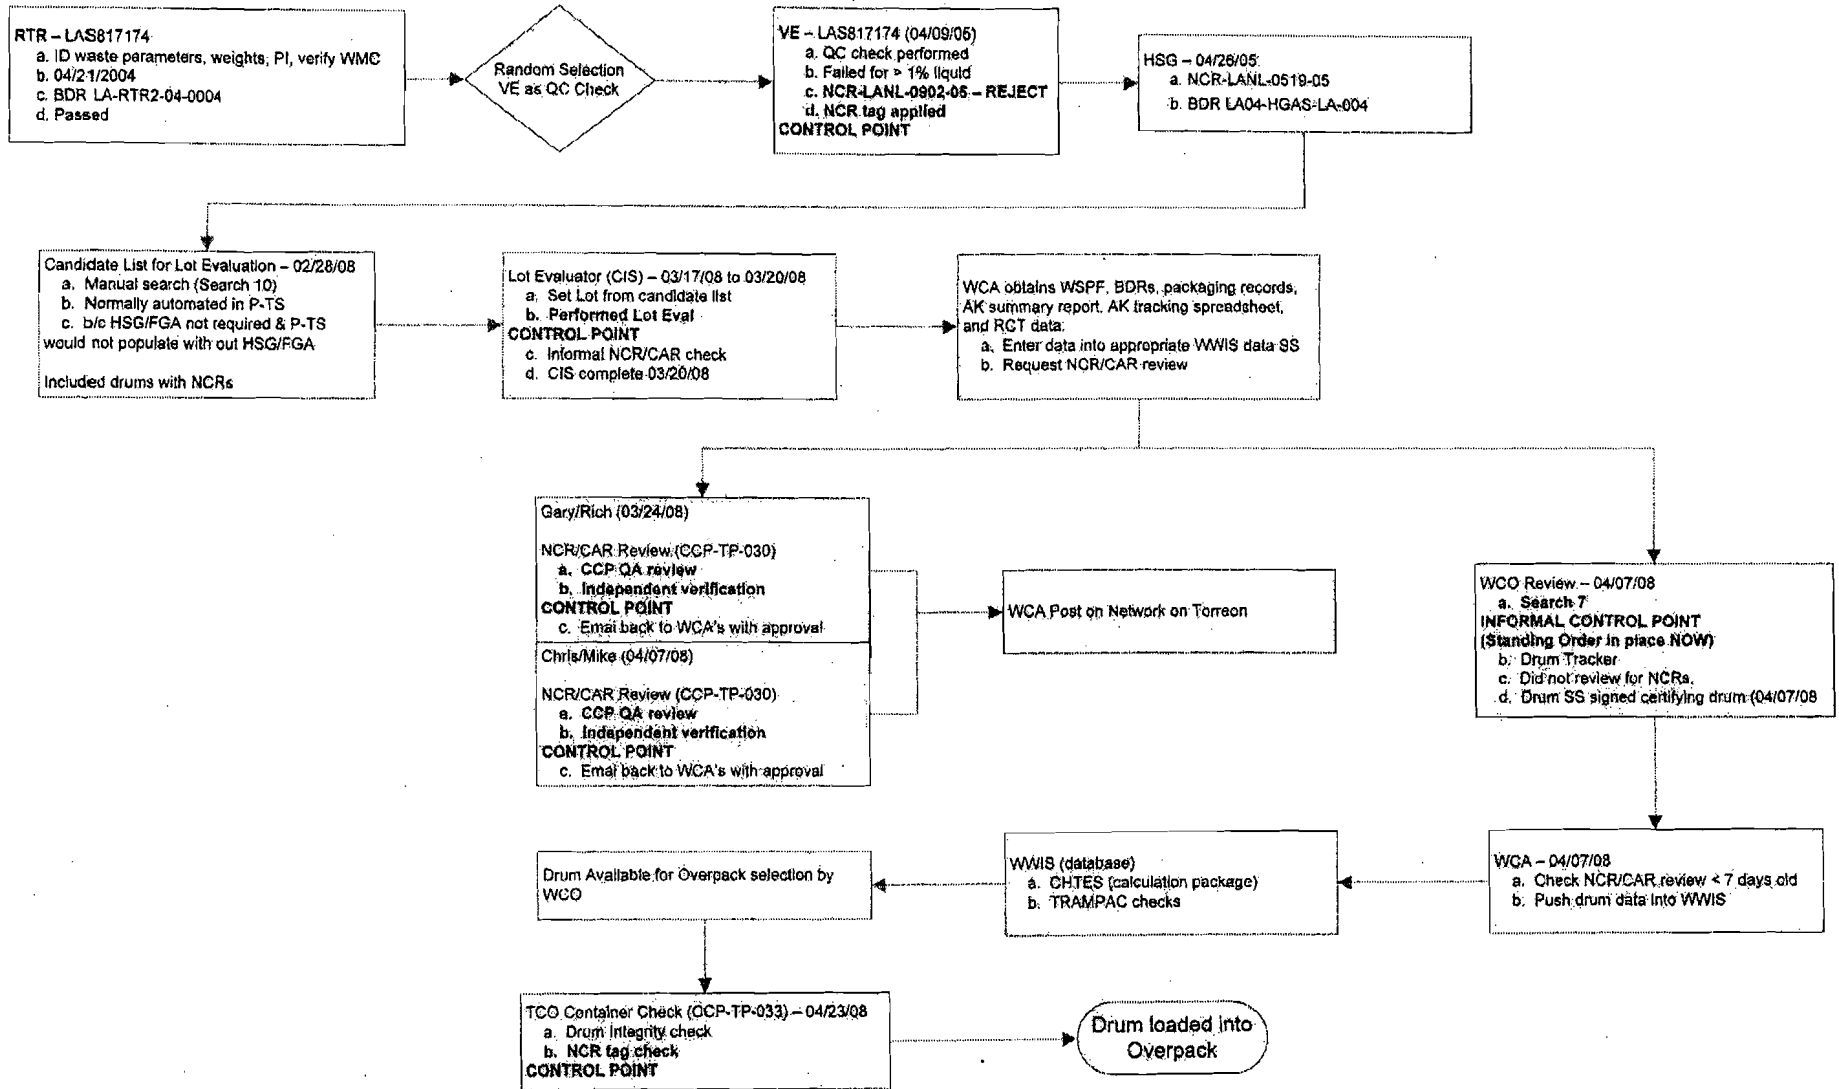 RTR – LAS817174
a. ID waste parameters, weights, PI, verify WMC
b. 04/21/2004
c. BDR LA-RTR2-04-0004
d. Passed
Random Selection
VE as QC Check
VE – LAS817174 (04/09/05)
a. QC check performed
b. Failed for > 1% liquid
c. NCR-LANL-0902-05 – REJECT
d. NCR tag applied
CONTROL POINT
HSG – 04/26/05
a. NCR-LANL-0519-05
b. BDR LA04-HGAS-LA-004
Candidate List for Lot Evaluation – 02/28/08
a. Manual search (Search 10)
b. Normally automated in P-TS
c. b/c HSG/FGA not required & P-TS
would not populate with out HSG/FGA
Included drums with NCRs
Lot Evaluator (CIS) – 03/17/08 to 03/20/08
a. Set Lot from candidate list
b. Performed Lot Eval
CONTROL POINT
c. Informal NCR/CAR check
d. CIS complete 03/20/08
WCA obtains WSPF, BDRs, packaging records,
AK summary report, AK tracking spreadsheet,
and RCT data:
a. Enter data into appropriate WWIS data SS
b. Request NCR/CAR review
Gary/Rich (03/24/08)
NCR/CAR Review (CCP-TP-030)
a. CCP QA review
b. Independent verification
CONTROL POINT
c. Emai back to WCA's with approval
Chris/Mike (04/07/08)
NCR/CAR Review (CCP-TP-030)
a. CCP QA review
b. Independent verification
CONTROL POINT
c. Emai back to WCA's with approval
WCA Post on Network on Torreon
WCO Review – 04/07/08
a. Search 7
INFORMAL CONTROL POINT
(Standing Order in place NOW)
b. Drum Tracker
c. Did not review for NCRs.
d. Drum SS signed certifying drum (04/07/08
WCA – 04/07/08
a. Check NCR/CAR review < 7 days old
b. Push drum data into WWIS
WWIS (database)
a. CHTES (calculation package)
b. TRAMPAC checks
Drum Available for Overpack selection by
WCO
TCO Container Check (CCP-TP-033) – 04/23/08
a. Drum Integrity check
b. NCR tag check
CONTROL POINT
Drum loaded into
Overpack